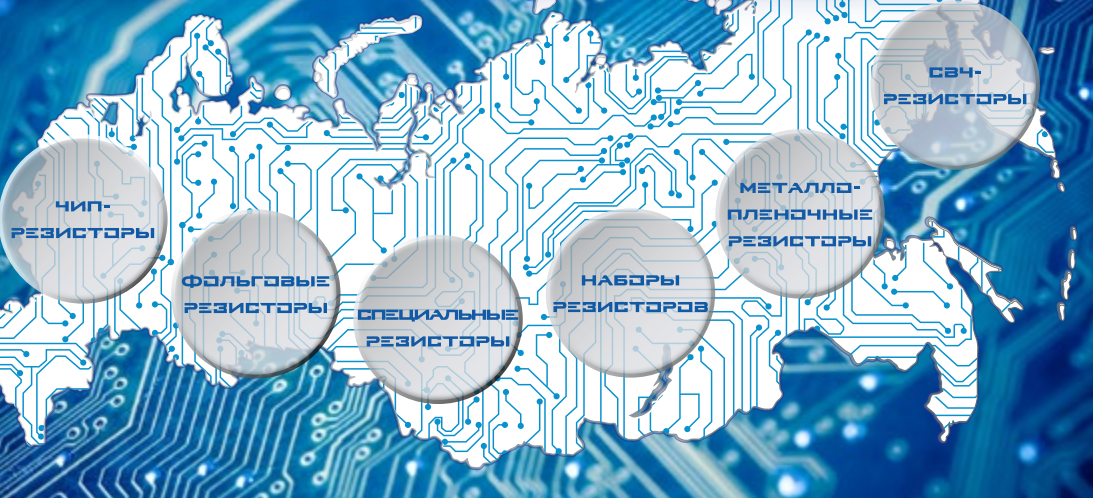 ЧИП-
РЕЗИСТОРЫ
ФОЛЬГОВЫЕ
РЕЗИСТОРЫ
СПЕЦИАЛЬНЫЕ
РЕЗИСТОРЫ
НАБОРЫ
РЕЗИСТОРОВ
МЕТАЛЛО-
ПЛЕНОЧНЫЕ
РЕЗИСТОРЫ
СВЧ-
РЕЗИСТОРЫ